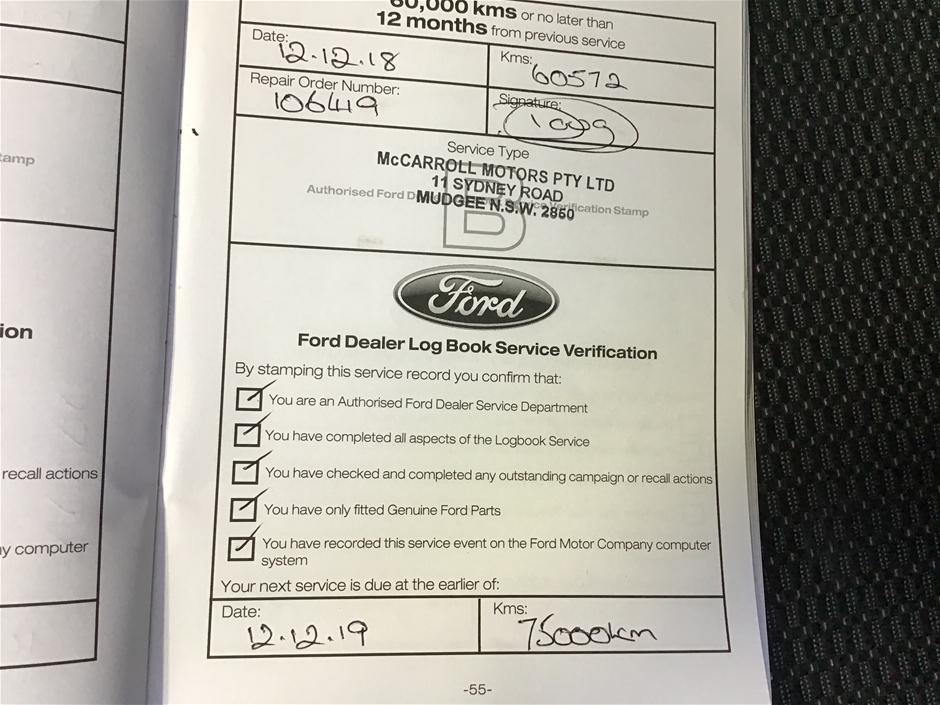 60,000 kms or no later than
12 months from previous service
Date: 12.12.18
Kms: 60572
Repair Order Number: 106419
Signature:
Service Type
B
McCARROLL MOTORS PTY LTD
11 SYDNEY ROAD
MUDGEE N.S.W. 2850
Authorised Ford Verification Stamp
Ford
Ford Dealer Log Book Service Verification
By stamping this service record you confirm that:
You are an Authorised Ford Dealer Service Department
You have completed all aspects of the Logbook Service
You have checked and completed any outstanding campaign or recall actions
You have only fitted Genuine Ford Parts
You have recorded this service event on the Ford Motor Company computer
system
Your next service is due at the earlier of:
Date: 12.12.19
Kms: 75000km
-55-
tamp
ion
recall actions
y computer